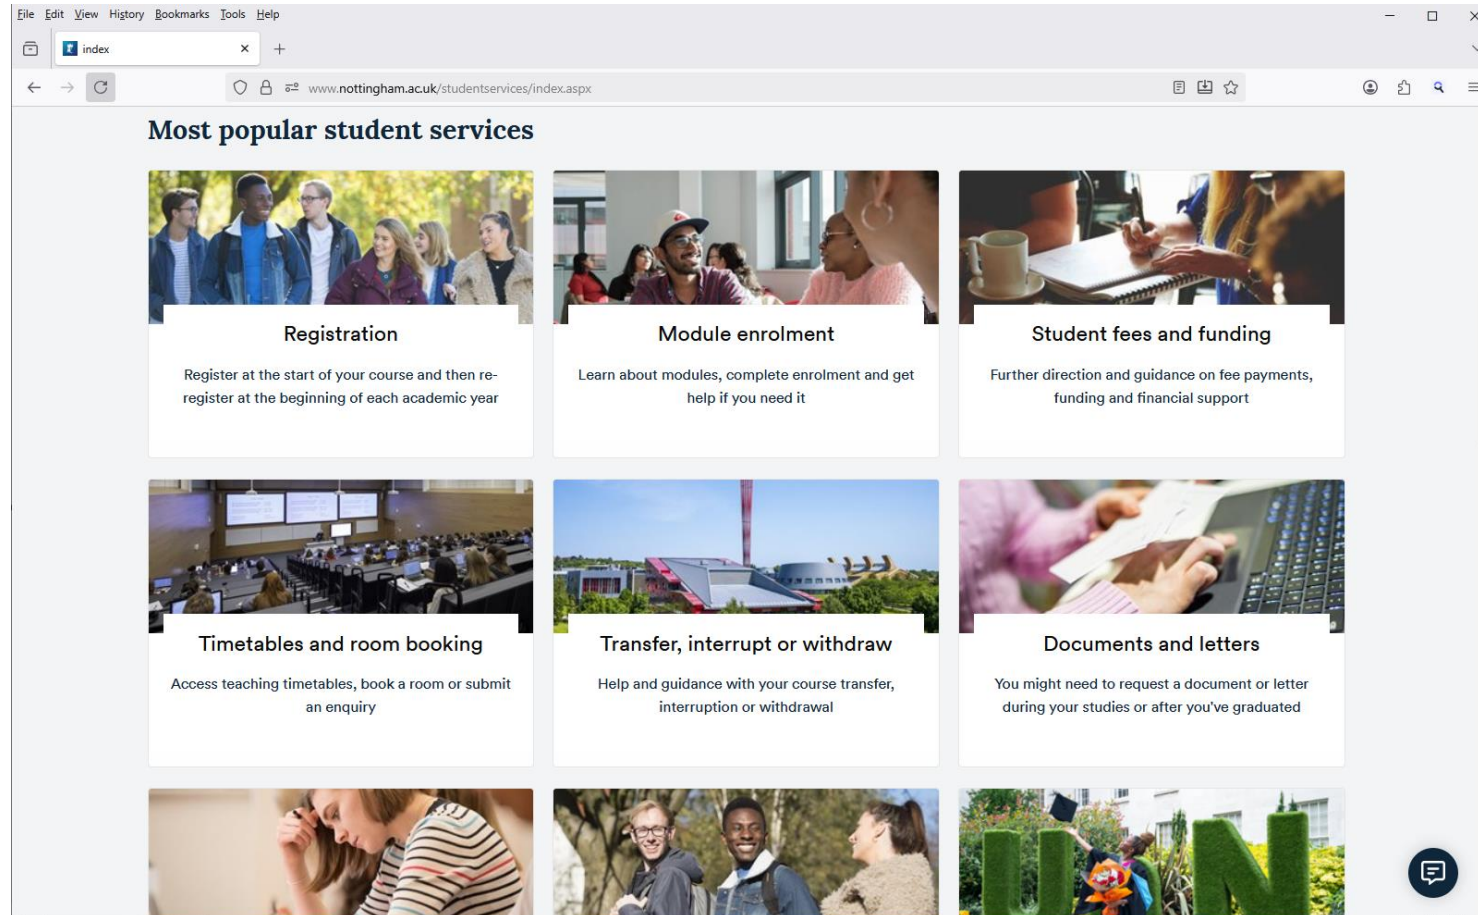 File Edit View History Bookmarks Tools Help
index
www.nottingham.ac.uk/studentservices/index.aspx
Most popular student services
Registration
Register at the start of your course and then re-
register at the beginning of each academic year
Module enrolment
Learn about modules, complete enrolment and get
help if you need it
Student fees and funding
Further direction and guidance on fee payments,
funding and financial support
Timetables and room booking
Access teaching timetables, book a room or submit
an enquiry
Transfer, interrupt or withdraw
Help and guidance with your course transfer,
interruption or withdrawal
Documents and letters
You might need to request a document or letter
during your studies or after you've graduated
U N